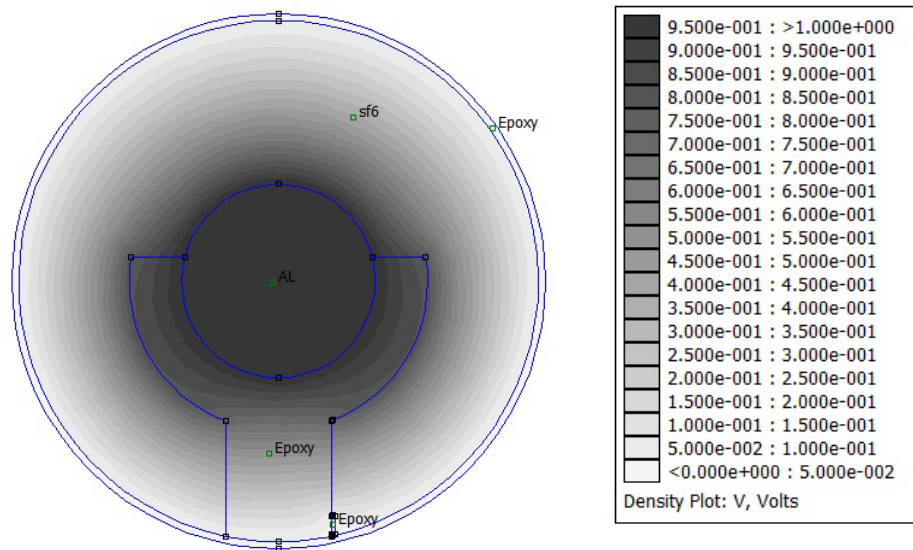 sf6
Epoxy
AL
Epoxy
Epoxy
9.500e-001 : >1.000e+000
9.000e-001 : 9.500e-001
8.500e-001 : 9.000e-001
8.000e-001 : 8.500e-001
7.500e-001 : 8.000e-001
7.000e-001 : 7.500e-001
6.500e-001 : 7.000e-001
6.000e-001 : 6.500e-001
5.500e-001 : 6.000e-001
5.000e-001 : 5.500e-001
4.500e-001 : 5.000e-001
4.000e-001 : 4.500e-001
3.500e-001 : 4.000e-001
3.000e-001 : 3.500e-001
2.500e-001 : 3.000e-001
2.000e-001 : 2.500e-001
1.500e-001 : 2.000e-001
1.000e-001 : 1.500e-001
5.000e-002 : 1.000e-001
<0.000e+000 : 5.000e-002
Density Plot: V, Volts